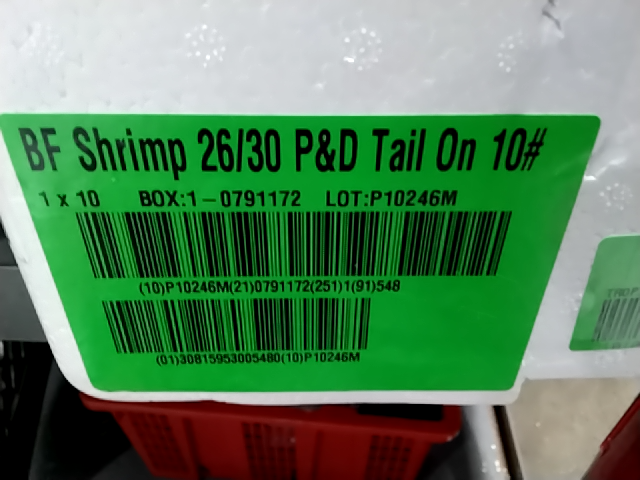 BF Shrimp 26/30 P&D Tail On 10#
1 x 10 BOX:1-0791172 LOT:P10246M
(10)P10246M(21)0791172(251)1(91)548
(01)30815953005480(10)P10246M